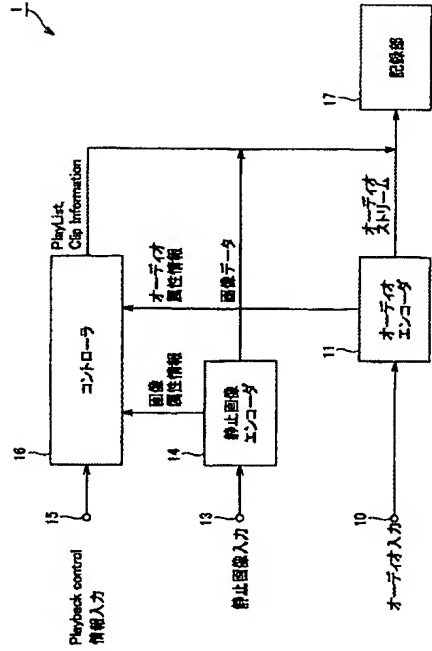 1
PlayList,
Clip Information
16
コントローラ
15
Playback control
情報入力
画像
属性情報
オーディオ
属性情報
14
静止画像
エンコーダ
13
静止画像入力
画像データ
11
オーディオ
エンコーダ
10
オーディオ入力
オーディオ
ストリーム
17
記録部